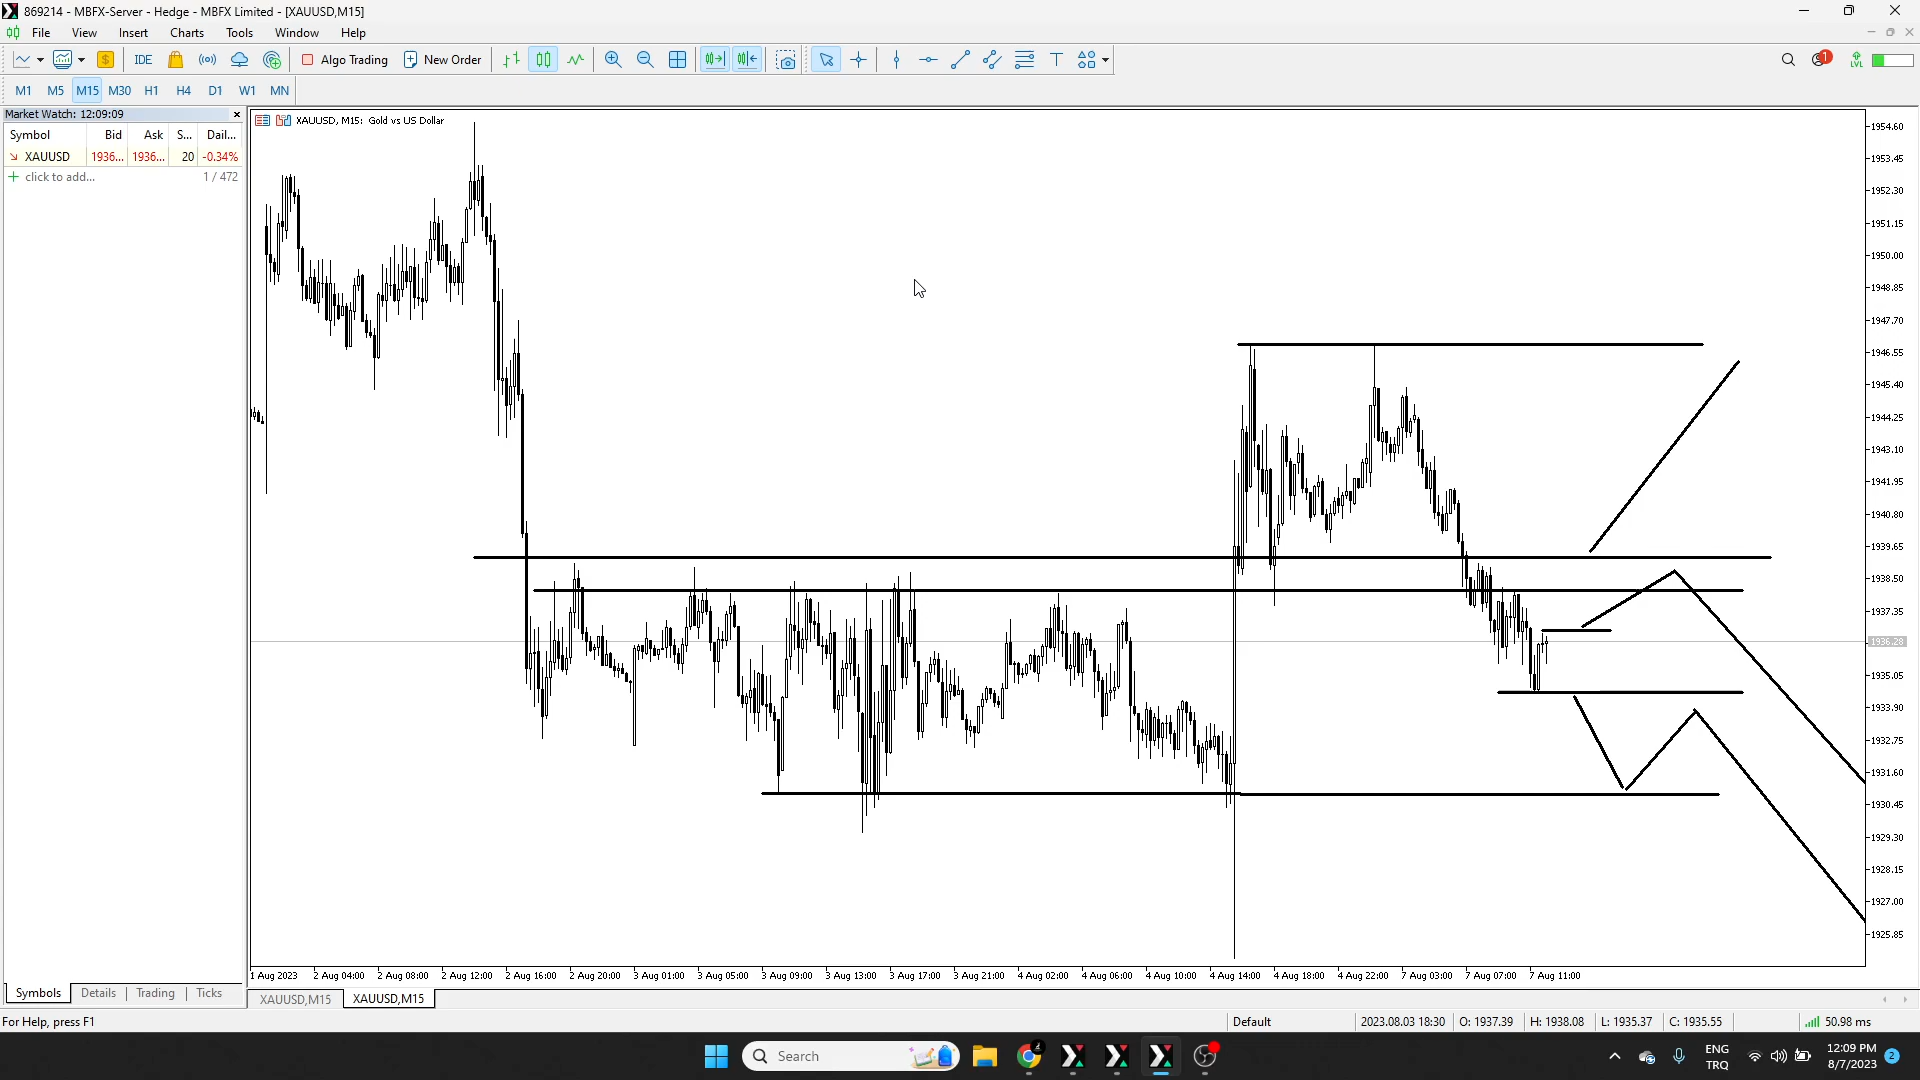 869214 - MBFX-Server - Hedge - MBFX Limited - [XAUUSD,M15]
File View Insert Charts Tools Window Help
IDE Algo Trading New Order 1 LVL
M1 M5 M15 M30 H1 H4 D1 W1 MN
Market Watch: 12:09:09
Symbol Bid Ask S... Dail...
XAUUSD 1936... 1936... 20 -0.34%
click to add... 1 / 472
XAUUSD, M15: Gold vs US Dollar
1954.60
1953.45
1952.30
1951.15
1950.00
1948.85
1947.70
1946.55
1945.40
1944.25
1943.10
1941.95
1940.80
1939.65
1938.50
1937.35
1936.28
1935.05
1933.90
1932.75
1931.60
1930.45
1929.30
1928.15
1927.00
1925.85
1 Aug 2023 2 Aug 04:00 2 Aug 08:00 2 Aug 12:00 2 Aug 16:00 2 Aug 20:00 3 Aug 01:00 3 Aug 05:00 3 Aug 09:00 3 Aug 13:00 3 Aug 17:00 3 Aug 21:00 4 Aug 02:00 4 Aug 06:00 4 Aug 10:00 4 Aug 14:00 4 Aug 18:00 4 Aug 22:00 7 Aug 03:00 7 Aug 07:00 7 Aug 11:00
Symbols Details Trading Ticks
XAUUSD,M15 XAUUSD,M15
For Help, press F1 Default 2023.08.03 18:30 O: 1937.39 H: 1938.08 L: 1935.37 C: 1935.55 50.98 ms
Search
ENG
TRQ
12:09 PM
8/7/2023
2